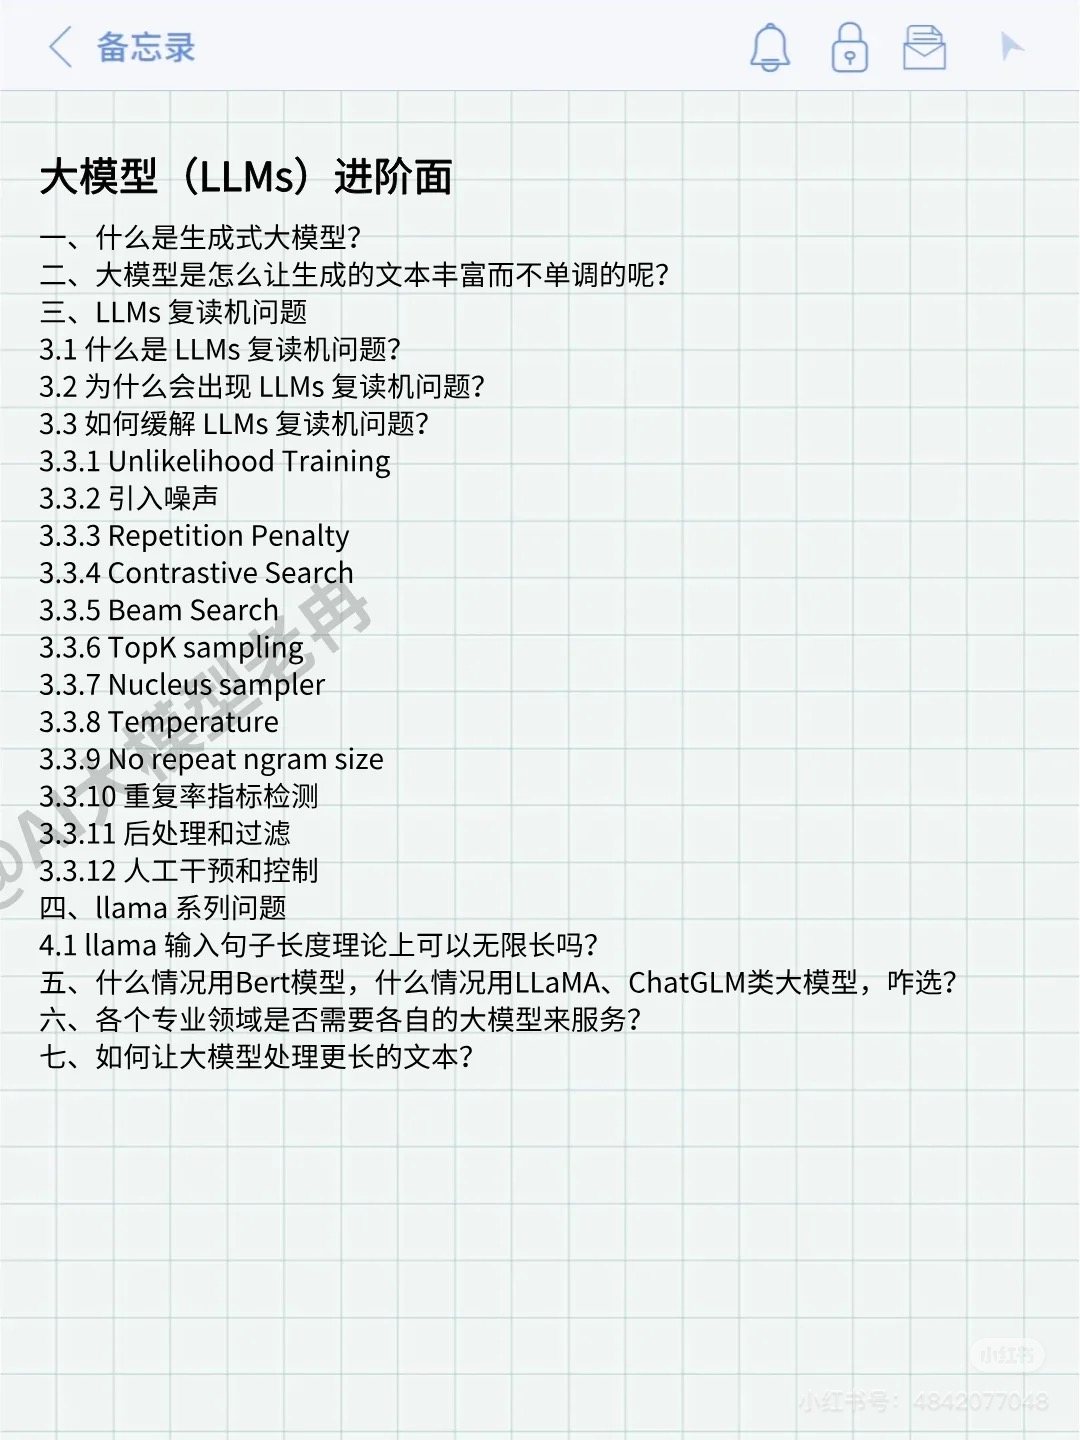 备忘录
大模型（LLMs）进阶面
一、什么是生成式大模型？
二、大模型是怎么让生成的文本丰富而不单调的呢？
三、LLMs 复读机问题
3.1 什么是 LLMs 复读机问题？
3.2 为什么会出现 LLMs 复读机问题？
3.3 如何缓解 LLMs 复读机问题？
3.3.1 Unlikelihood Training
3.3.2 引入噪声
3.3.3 Repetition Penalty
3.3.4 Contrastive Search
3.3.5 Beam Search
3.3.6 TopK sampling
3.3.7 Nucleus sampler
3.3.8 Temperature
3.3.9 No repeat ngram size
3.3.10 重复率指标检测
3.3.11 后处理和过滤
3.3.12 人工干预和控制
四、llama 系列问题
4.1 llama 输入句子长度理论上可以无限长吗？
五、什么情况用Bert模型，什么情况用LLaMA、ChatGLM类大模型，咋选？
六、各个专业领域是否需要各自的大模型来服务？
七、如何让大模型处理更长的文本？
@AI大模型老冉
小红书
小红书号：4842077048